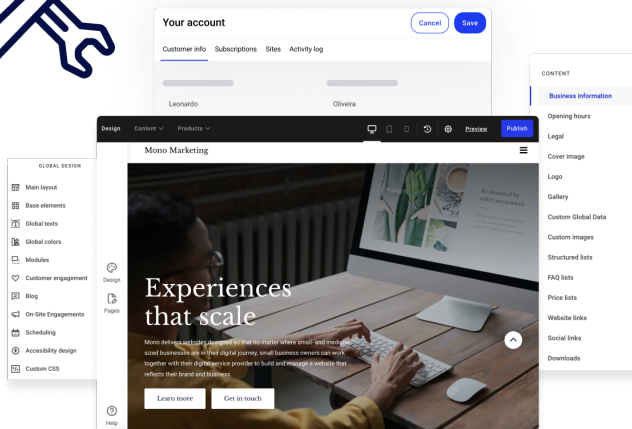 Your account
Cancel
Save
Customer info Subscriptions Sites Activity log
Leonardo
Oliveira
CONTENT
Business information
Opening hours
Legal
Cover image
Logo
Gallery
Custom Global Data
Custom images
Structured lists
FAQ lists
Price lists
Website links
Social links
Downloads
Design Content Products Preview Publish
Mono Marketing
GLOBAL DESIGN
Main layout
Base elements
Global texts
Global colors
Modules
Customer engagement
Blog
On-Site Engagements
Scheduling
Accesibility design
Custom CSS
Design
Pages
Help
Be inspired by
other presenters
Experiences
that scale
Mono delivers websites designed so that no matter where small- and medium-
sized businesses are in their digital journey, small business owners can work
together with their digital service provider to build and manage a website that
reflects their brand and business.
Learn more
Get in touch